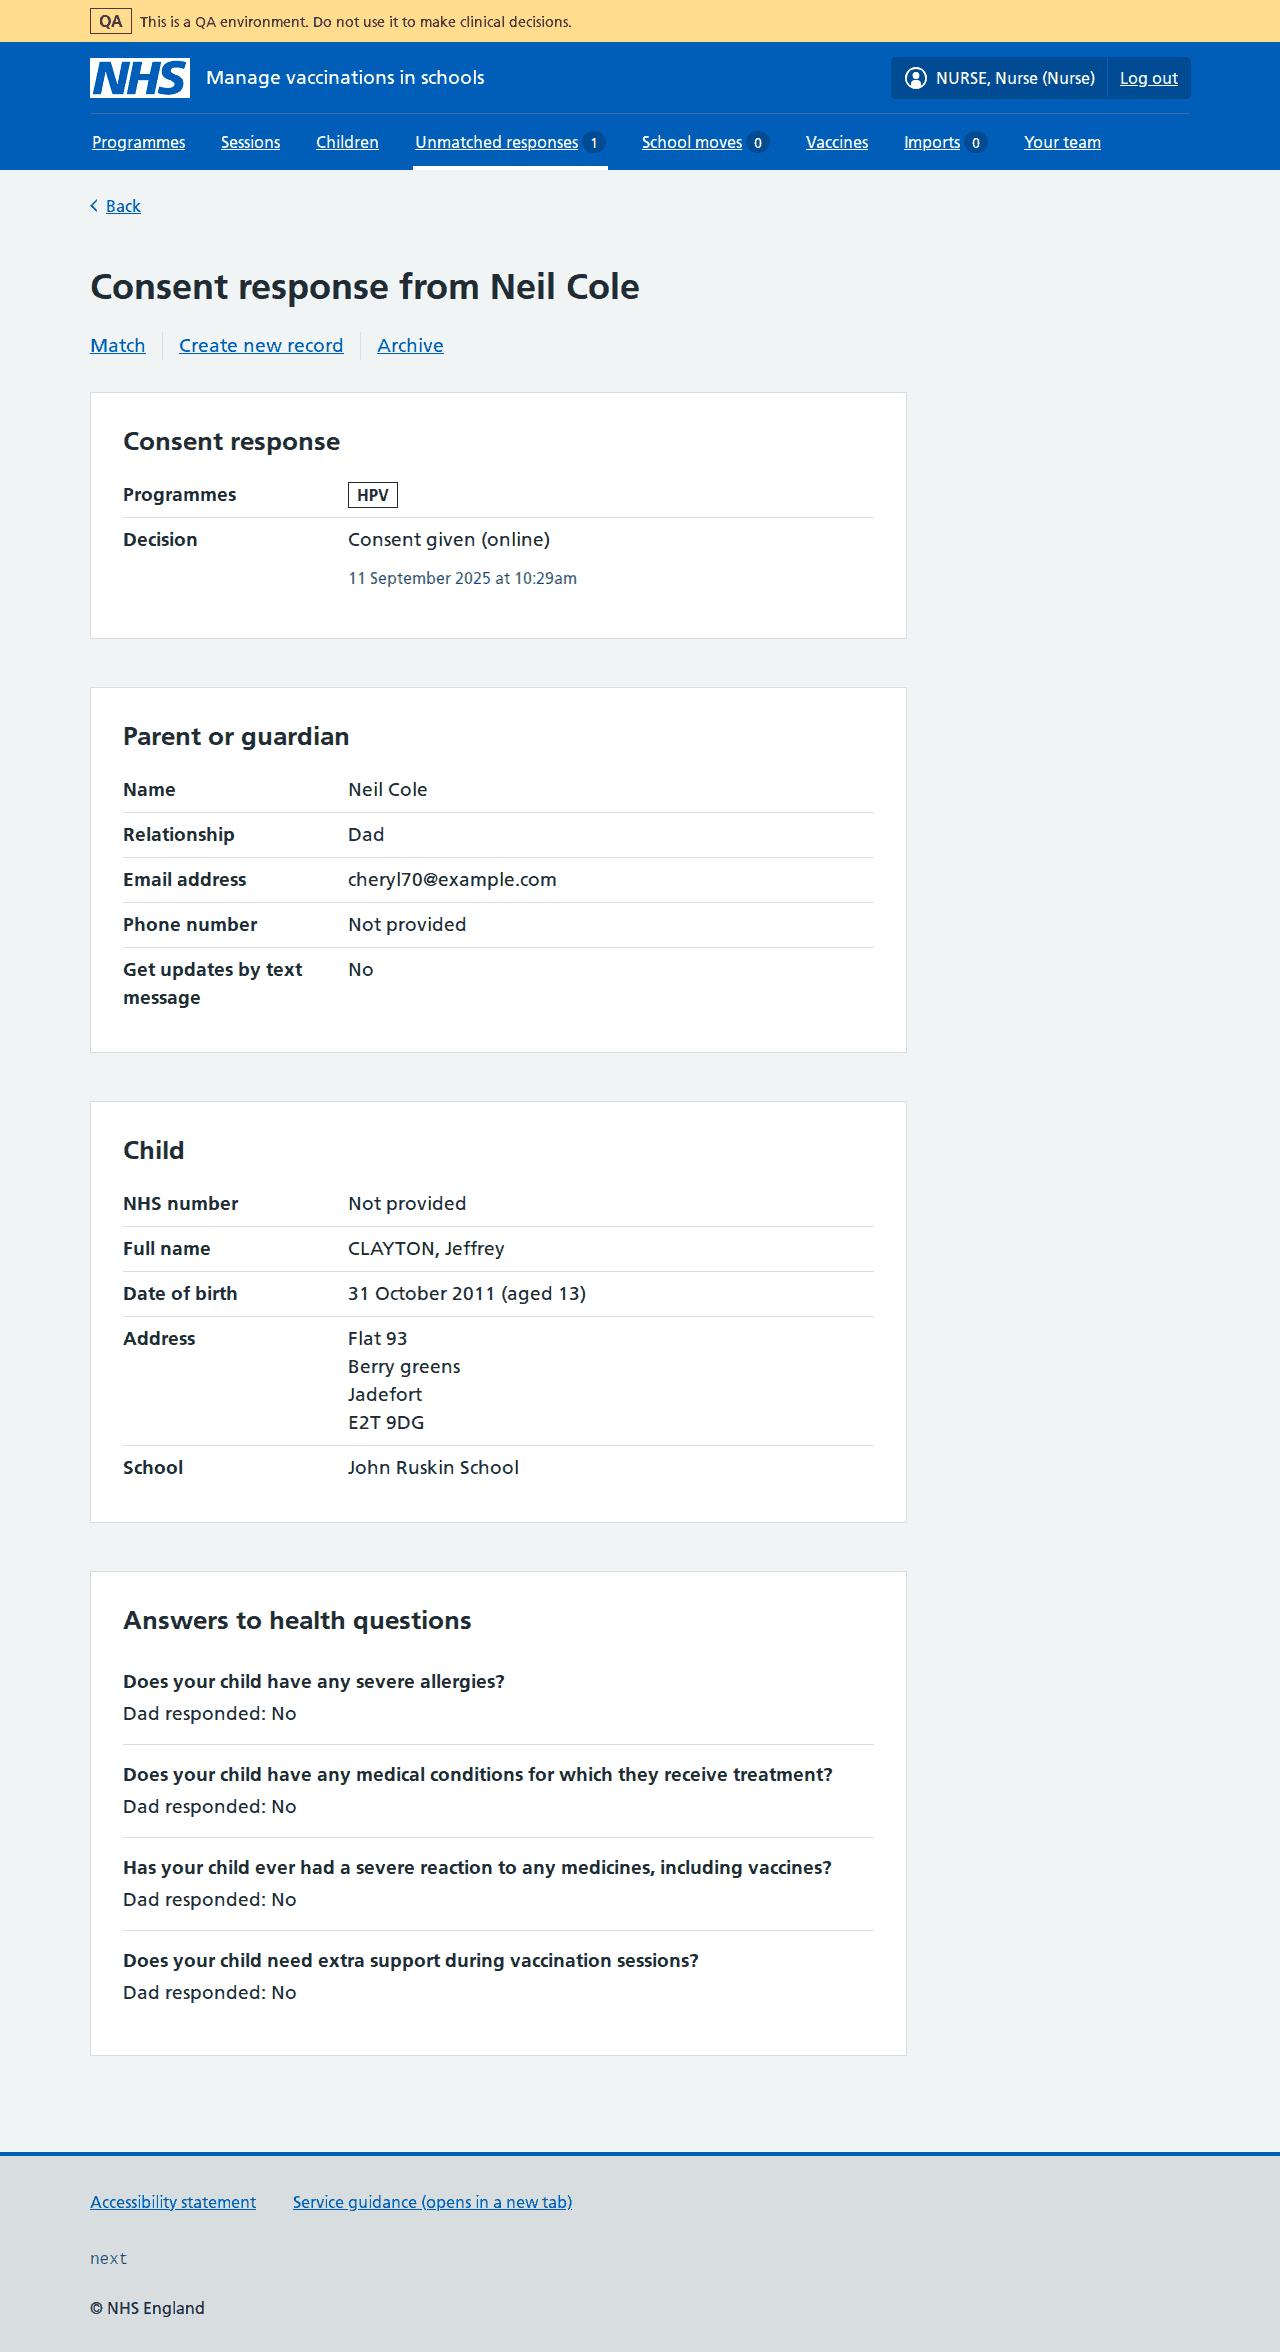 QA This is a QA environment. Do not use it to make clinical decisions.
NHS Manage vaccinations in schools NURSE, Nurse (Nurse) Log out
Programmes Sessions Children Unmatched responses 1 School moves 0 Vaccines Imports 0 Your team
Back
Consent response from Neil Cole
Match Create new record Archive
Consent response
Programmes HPV
Decision Consent given (online)
11 September 2025 at 10:29am
Parent or guardian
Name Neil Cole
Relationship Dad
Email address cheryl70@example.com
Phone number Not provided
Get updates by text No
message
Child
NHS number Not provided
Full name CLAYTON, Jeffrey
Date of birth 31 October 2011 (aged 13)
Address Flat 93
Berry greens
Jadefort
E2T 9DG
School John Ruskin School
Answers to health questions
Does your child have any severe allergies?
Dad responded: No
Does your child have any medical conditions for which they receive treatment?
Dad responded: No
Has your child ever had a severe reaction to any medicines, including vaccines?
Dad responded: No
Does your child need extra support during vaccination sessions?
Dad responded: No
Accessibility statement Service guidance (opens in a new tab)
next
© NHS England